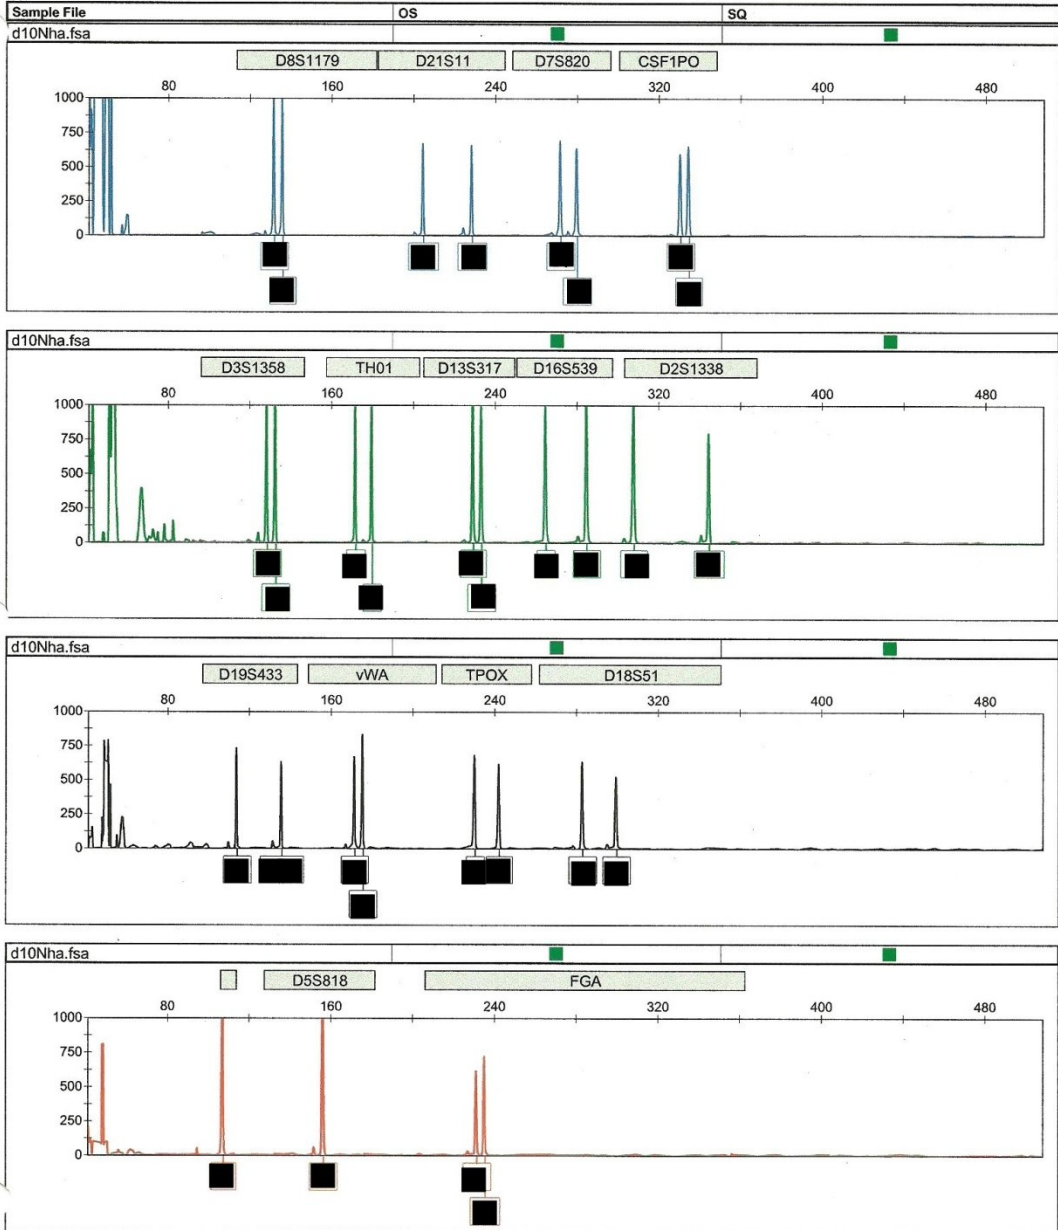 Sample File OS SQ
d10Nha.fsa
D8S1179 D21S11 D7S820 CSF1PO
80 160 240 320 400 480
1000
750
500
250
0
d10Nha.fsa
D3S1358 TH01 D13S317 D16S539 D2S1338
80 160 240 320 400 480
1000
750
500
250
0
d10Nha.fsa
D19S433 vWA TPOX D18S51
80 160 240 320 400 480
1000
750
500
250
0
d10Nha.fsa
D5S818 FGA
80 160 240 320 400 480
1000
750
500
250
0